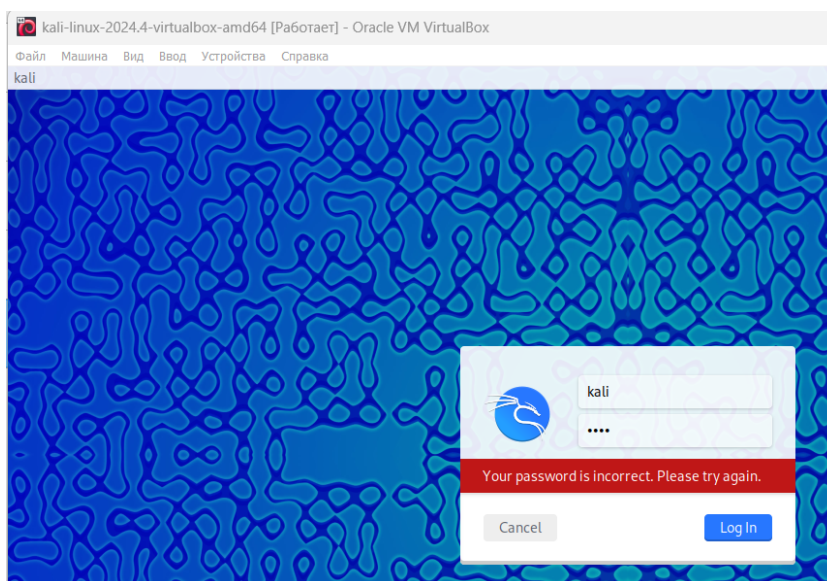 kali-linux-2024.4-virtualbox-amd64 [Работает] - Oracle VM VirtualBox
Файл Машина Вид Ввод Устройства Справка
kali
kali
••••
Your password is incorrect. Please try again.
Cancel Log In